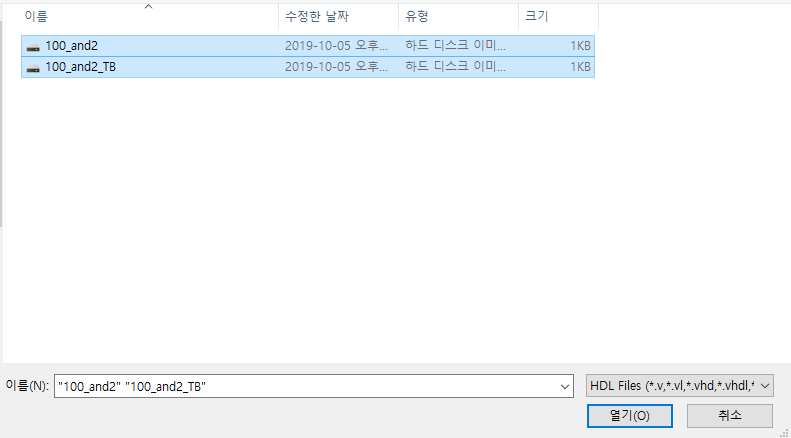 이름 수정한 날짜 유형 크기
100_and2 2019-10-05 오후... 하드 디스크 이미... 1KB
100_and2_TB 2019-10-05 오후... 하드 디스크 이미... 1KB
이름(N): "100_and2" "100_and2_TB" HDL Files (*.v,*.vl,*.vhd,*.vhdl,*
열기(O) 취소